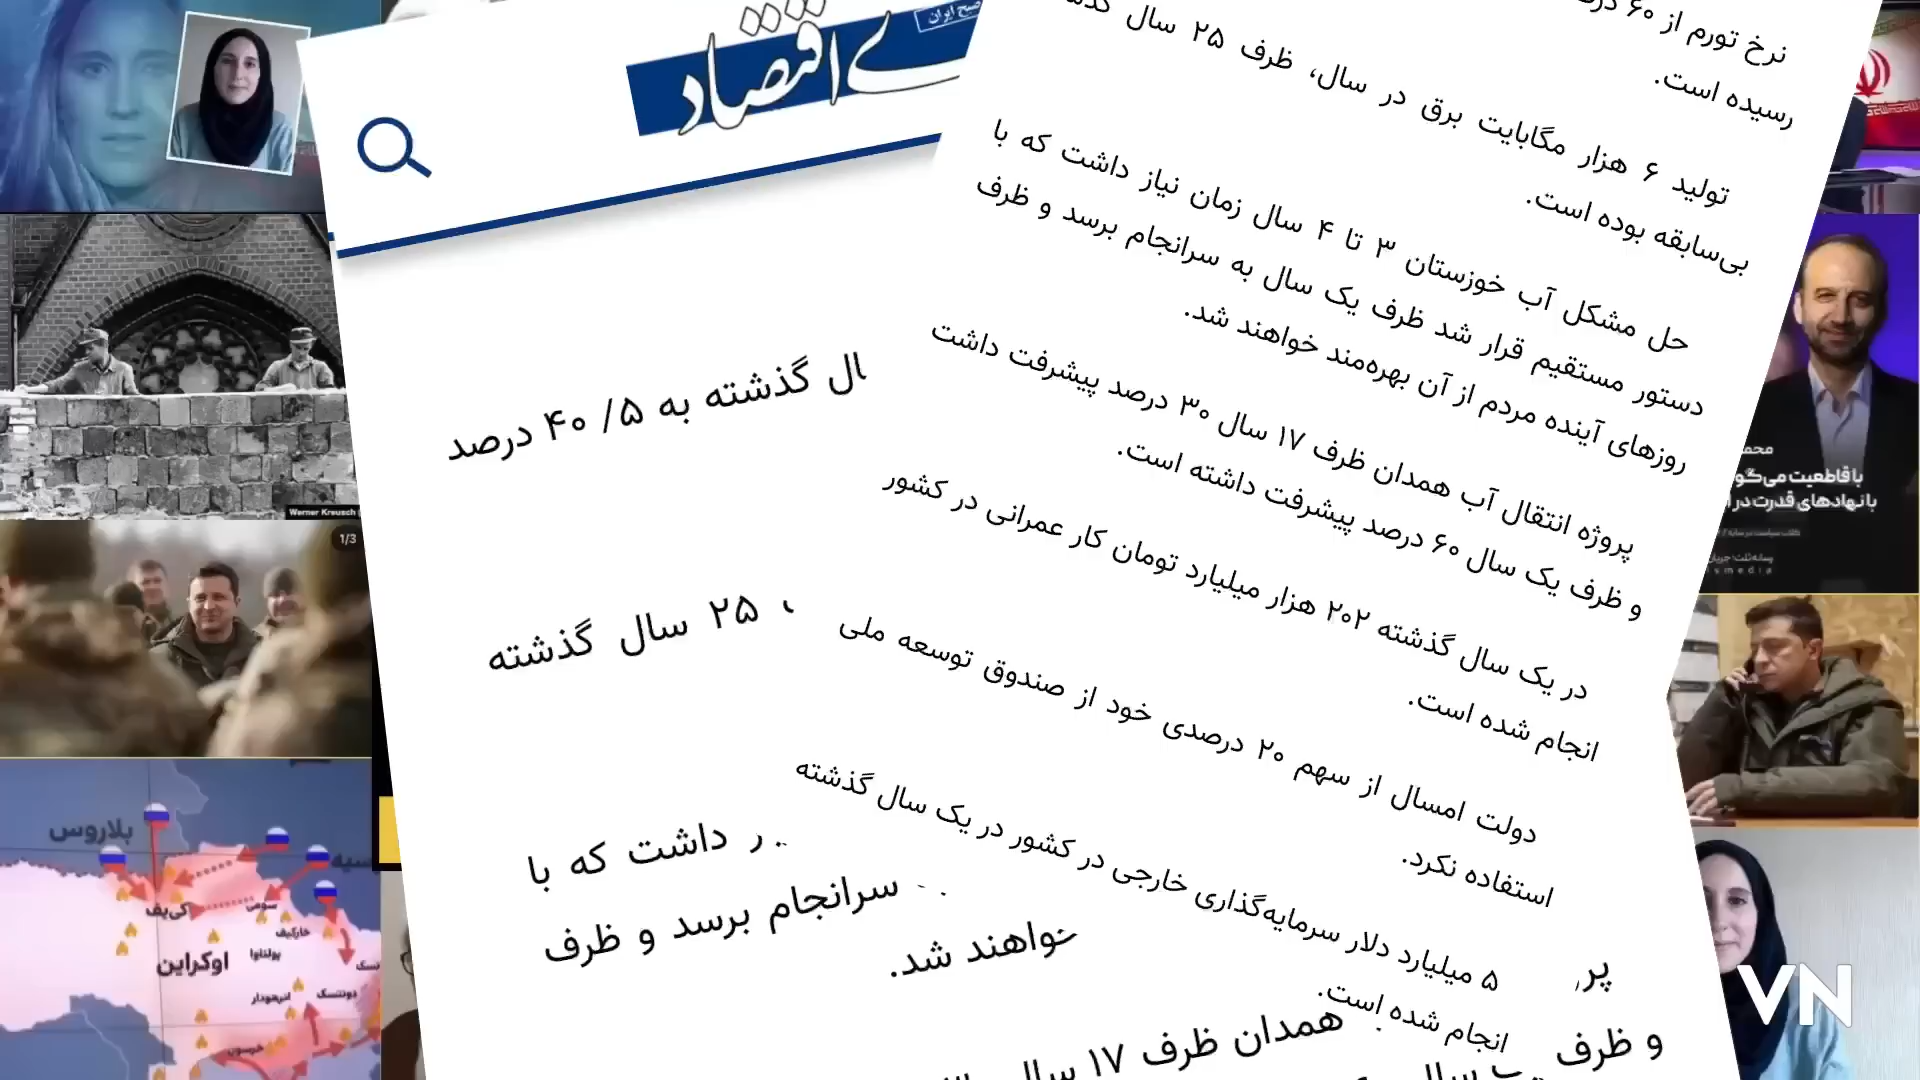 صبح ایران
ی اقتصاد
نرخ تورم از ۶۰
رسیده است.
تولید ۶ هزار مگابایت برق در سال، ظرف ۲۵ سال
بی‌سابقه بوده است.
حل مشکل آب خوزستان ۳ تا ۴ سال زمان نیاز داشت که با
دستور مستقیم قرار شد ظرف یک سال به سرانجام برسد و ظرف
روزهای آینده مردم از آن بهره‌مند خواهند شد.
پروژه انتقال آب همدان ظرف ۱۷ سال ۳۰ درصد پیشرفت داشت
و ظرف یک سال ۶۰ درصد پیشرفت داشته است.
در یک سال گذشته ۲۰۲ هزار میلیارد تومان کار عمرانی در کشور
انجام شده است.
دولت امسال از سهم ۲۰ درصدی خود از صندوق توسعه ملی
استفاده نکرد.
۵ میلیارد دلار سرمایه‌گذاری خارجی در کشور در یک سال گذشته
انجام شده است.
ال گذشته به ۴۰/۵ درصد
۲۵ سال گذشته
داشت که با
سرانجام برسد و ظرف
خواهند شد.
همدان ظرف ۱۷ سال
و ظرف
Werner Kreusch
1/3
بلاروس
کی‌یف
سومی
خارکیف
پولتاوا
اوکراین
دونتسک
خرسون
با قاطعیت می‌گو
با نهادهای قدرت در ا
VN